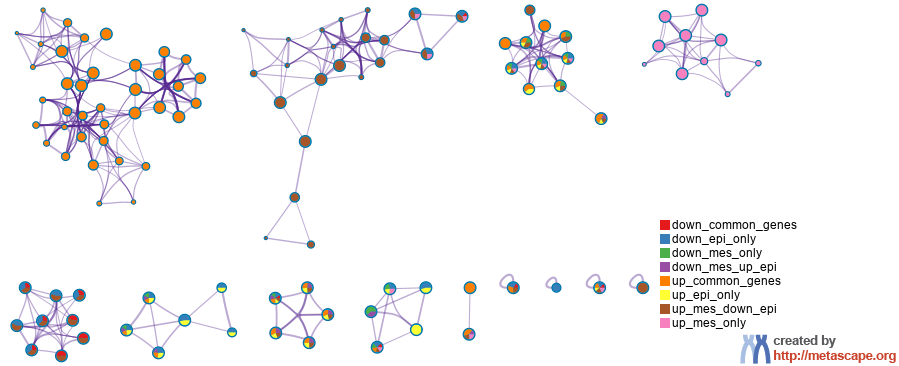 down_common_genes
down_epi_only
down_mes_only
down_mes_up_epi
up_common_genes
up_epi_only
up_mes_down_epi
up_mes_only
created by
http://metascape.org